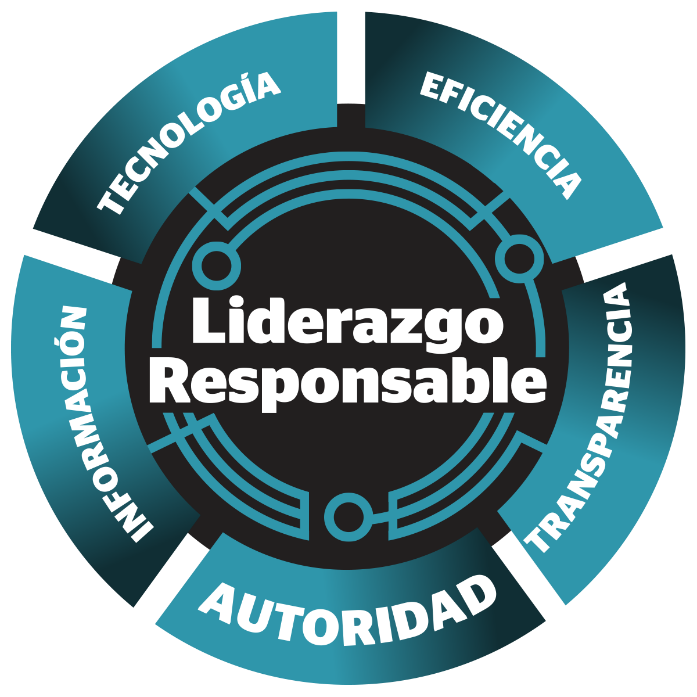 TECNOLOGÍA
EFICIENCIA
Liderazgo
Responsable
INFORMACIÓN
TRANSPARENCIA
AUTORIDAD